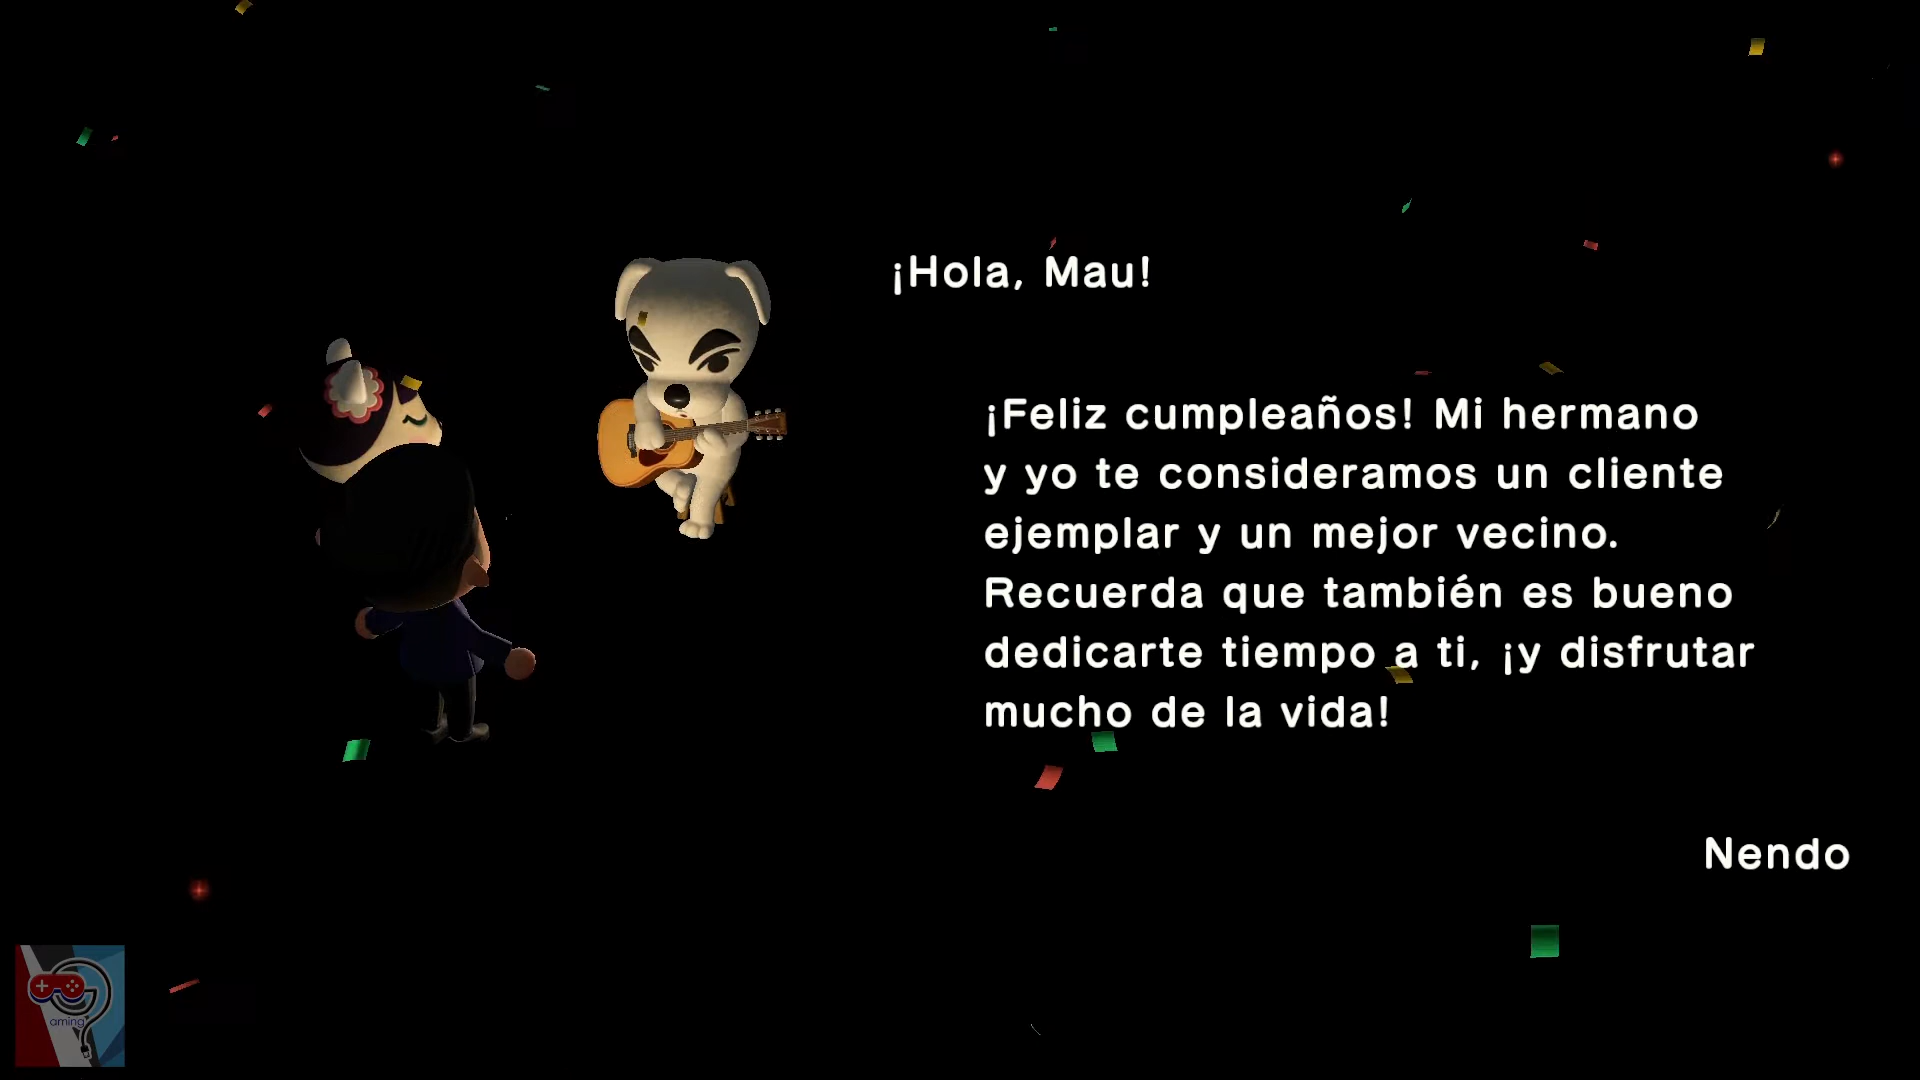 ¡Hola, Mau!
¡Feliz cumpleaños! Mi hermano
y yo te consideramos un cliente
ejemplar y un mejor vecino.
Recuerda que también es bueno
dedicarte tiempo a ti, ¡y disfrutar
mucho de la vida!
Nendo
aming